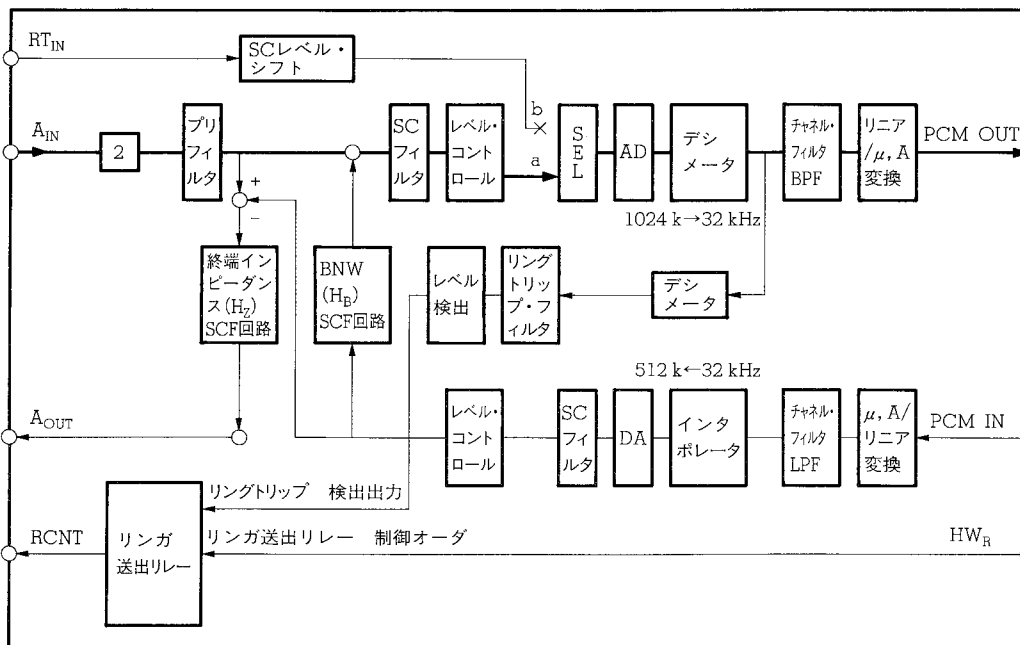 RT_IN
SCレベル・
シフト
A_IN
2
プリ
フィ
ルタ
SC
フィ
ルタ
レベル・
コント
ロール
b
a
S
E
L
AD
デシ
メータ
チャネル・
フィルタ
BPF
リニア
/μ, A
変換
PCM OUT
1024 k→32 kHz
+
−
終端イン
ピーダン
ス(H_Z)
SCF回路
BNW
(H_B)
SCF回路
レベル
検出
リング
トリッ
プ・フ
ィルタ
デシ
メータ
512 k←32 kHz
A_OUT
レベル・
コント
ロール
SC
フィ
ルタ
DA
インタ
ポレータ
チャネル・
フィルタ
LPF
μ, A/
リニア
変換
PCM IN
リングトリップ 検出出力
RCNT
リンガ
送出リレー
リンガ送出リレー 制御オーダ
HW_R